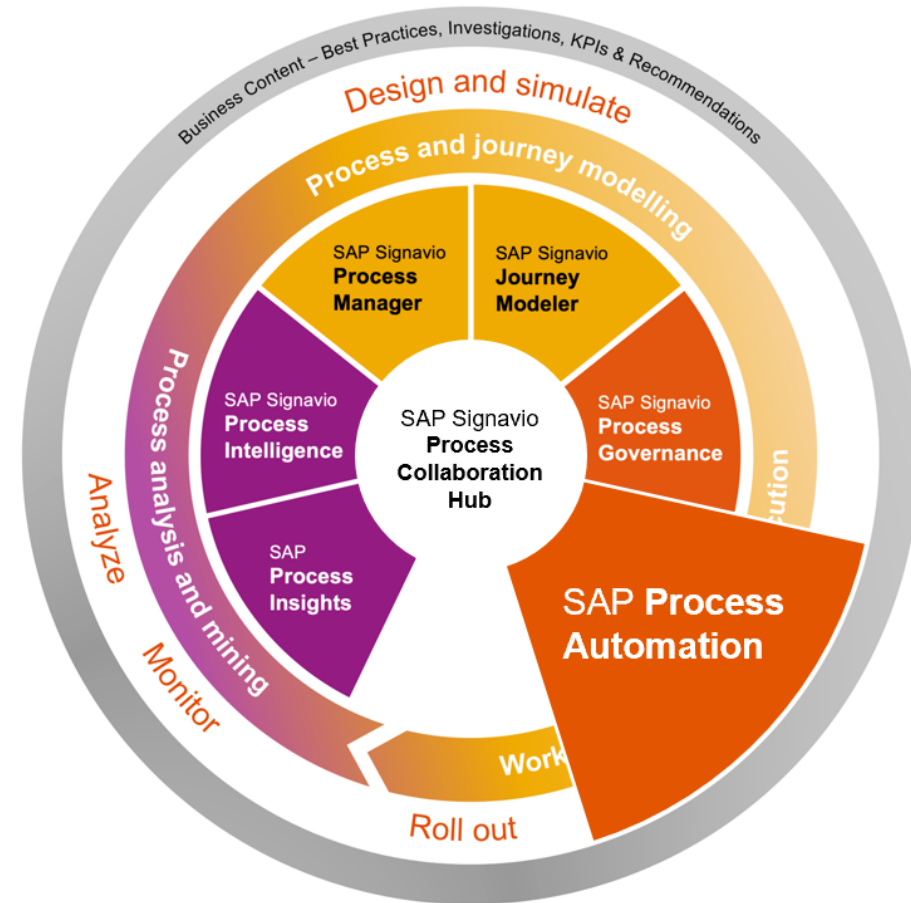 Business Content – Best Practices, Investigations, KPIs & Recommendations
Design and simulate
Process and journey modelling
SAP Signavio
Process
Manager
SAP Signavio
Journey
Modeler
SAP Signavio
Process
Intelligence
SAP Signavio
Process
Collaboration
Hub
SAP Signavio
Process
Governance
SAP
Process
Insights
SAP Process
Automation
Process analysis and mining
Analyze
Monitor
Roll out
Work
cution